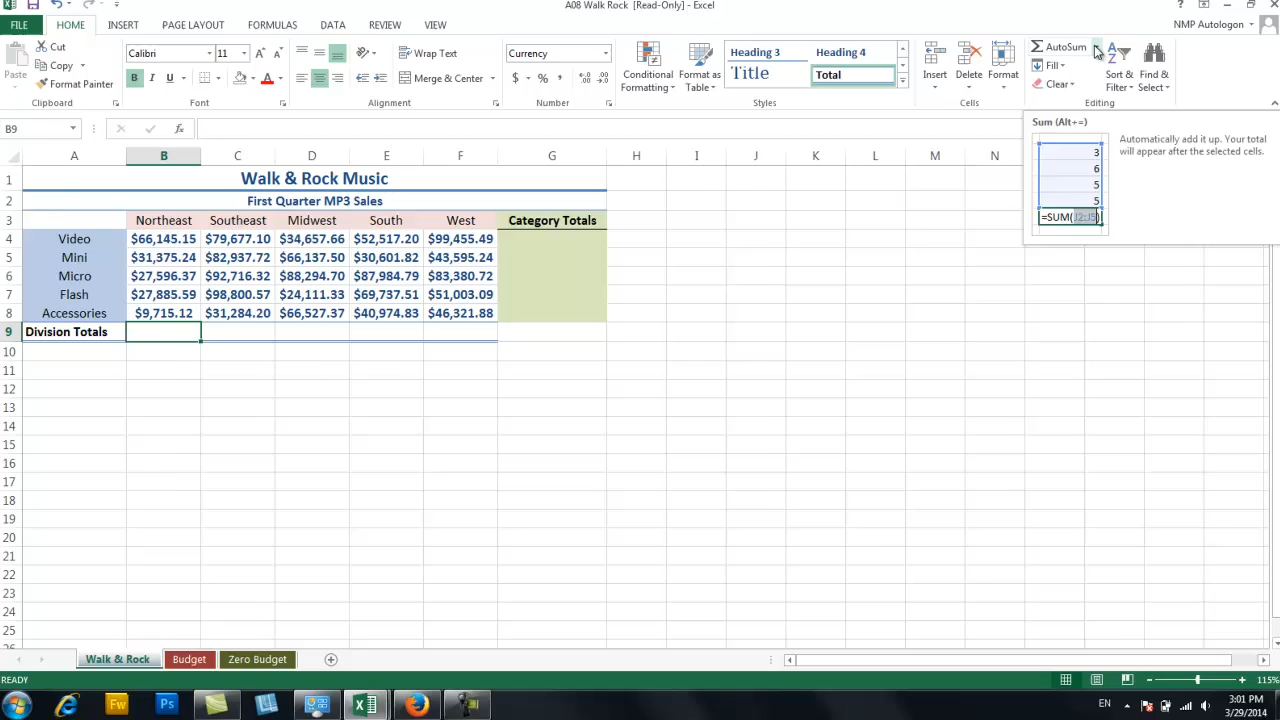 A08 Walk Rock  [Read-Only] - Excel
FILE HOME INSERT PAGE LAYOUT FORMULAS DATA REVIEW VIEW NMP Autologon
Cut
Copy
Format Painter
Paste
Clipboard
Calibri 11
B I U
Font
Wrap Text
Merge & Center
Alignment
Currency
$ % ,
Number
Conditional Formatting
Format as Table
Heading 3 Heading 4
Title Total
Styles
Insert Delete Format
Cells
AutoSum
Fill
Clear
Sort & Filter
Find & Select
Editing
B9 fx
Sum (Alt+=)
3
6
5
5
=SUM(J2:J5)
Automatically add it up. Your total
will appear after the selected cells.
A B C D E F G H I J K L M N
1 Walk & Rock Music
2 First Quarter MP3 Sales
3 Northeast Southeast Midwest South West Category Totals
4 Video $66,145.15 $79,677.10 $34,657.66 $52,517.20 $99,455.49
5 Mini $31,375.24 $82,937.72 $66,137.50 $30,601.82 $43,595.24
6 Micro $27,596.37 $92,716.32 $88,294.70 $87,984.79 $83,380.72
7 Flash $27,885.59 $98,800.57 $24,111.33 $69,737.51 $51,003.09
8 Accessories $9,715.12 $31,284.20 $66,527.37 $40,974.83 $46,321.88
9 Division Totals
10
11
12
13
14
15
16
17
18
19
20
21
22
23
24
25
26
Walk & Rock Budget Zero Budget
READY 115%
Fw Ps EN 3:01 PM
3/29/2014